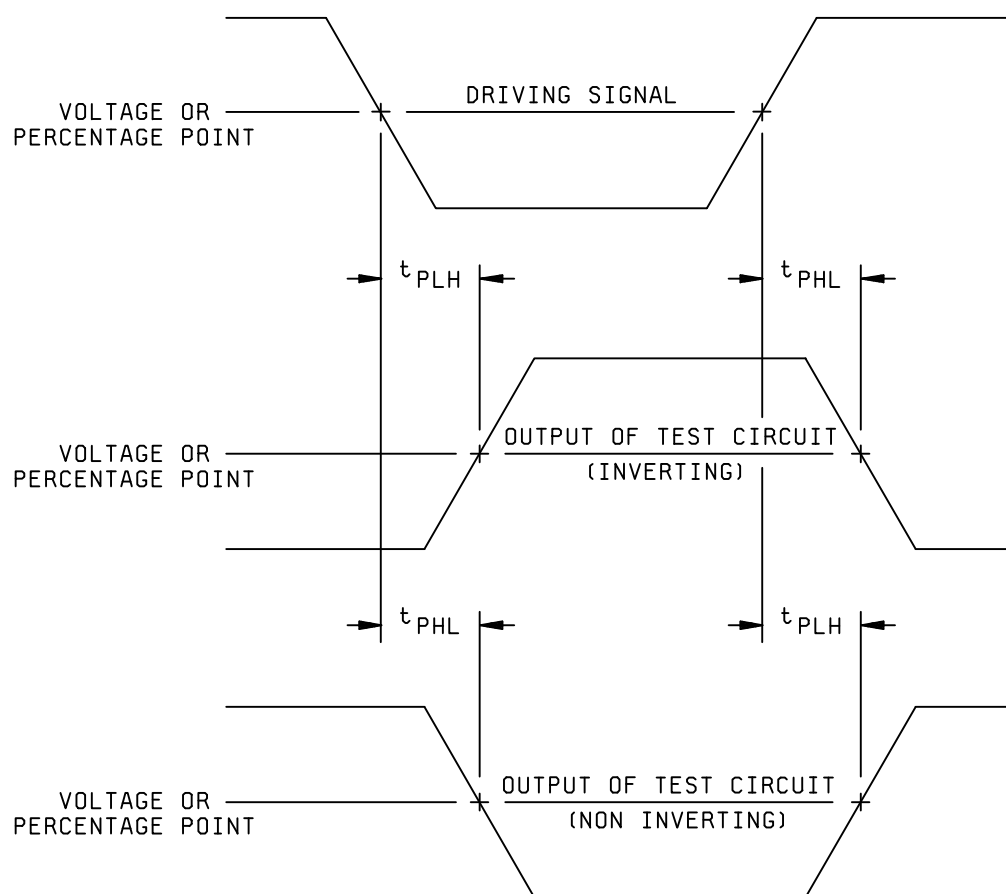 DRIVING SIGNAL
VOLTAGE OR
PERCENTAGE POINT
tPLH
tPHL
OUTPUT OF TEST CIRCUIT
(INVERTING)
VOLTAGE OR
PERCENTAGE POINT
tPHL
tPLH
OUTPUT OF TEST CIRCUIT
(NON INVERTING)
VOLTAGE OR
PERCENTAGE POINT